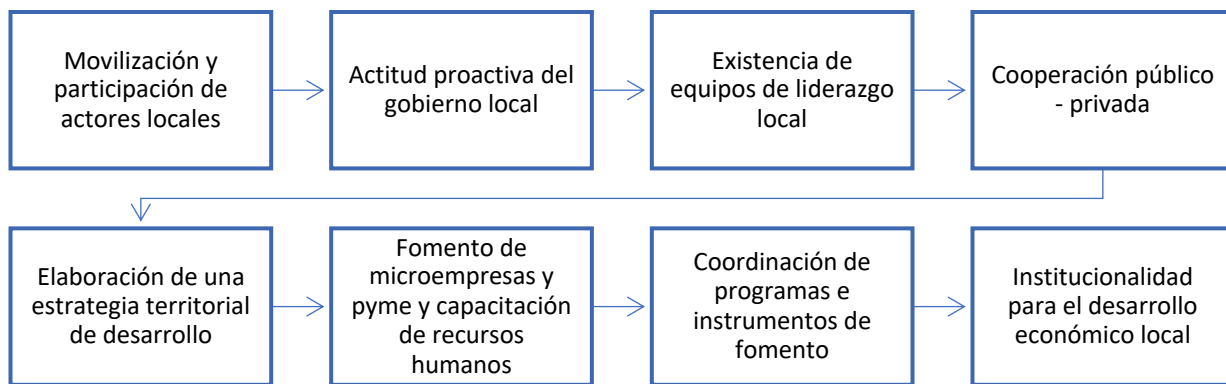 Movilización y
participación de
actores locales
Actitud proactiva del
gobierno local
Existencia de
equipos de liderazgo
local
Cooperación público
- privada
Elaboración de una
estrategia territorial
de desarrollo
Fomento de
microempresas y
pyme y capacitación
de recursos
humanos
Coordinación de
programas e
instrumentos de
fomento
Institucionalidad
para el desarrollo
económico local